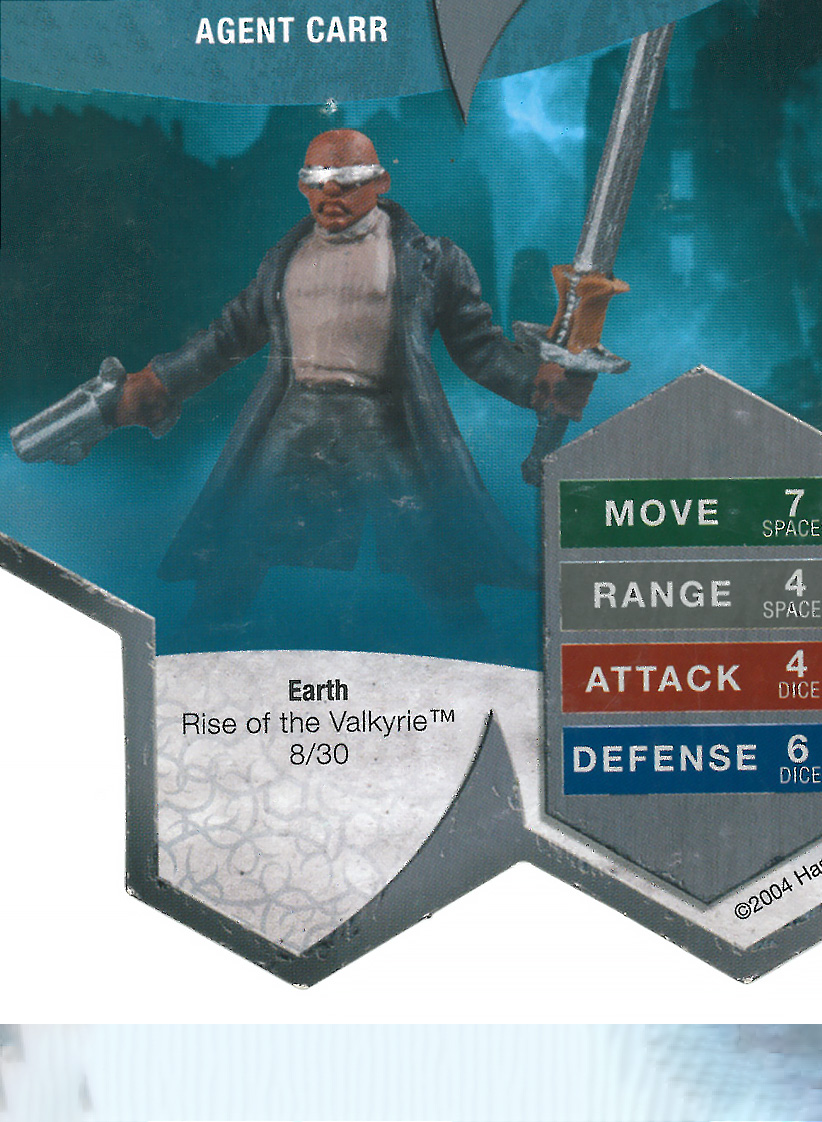 AGENT CARR
MOVE 7
SPACE
RANGE 4
SPACE
ATTACK 4
DICE
DEFENSE 6
DICE
Earth
Rise of the Valkyrie™
8/30
©2004 Has